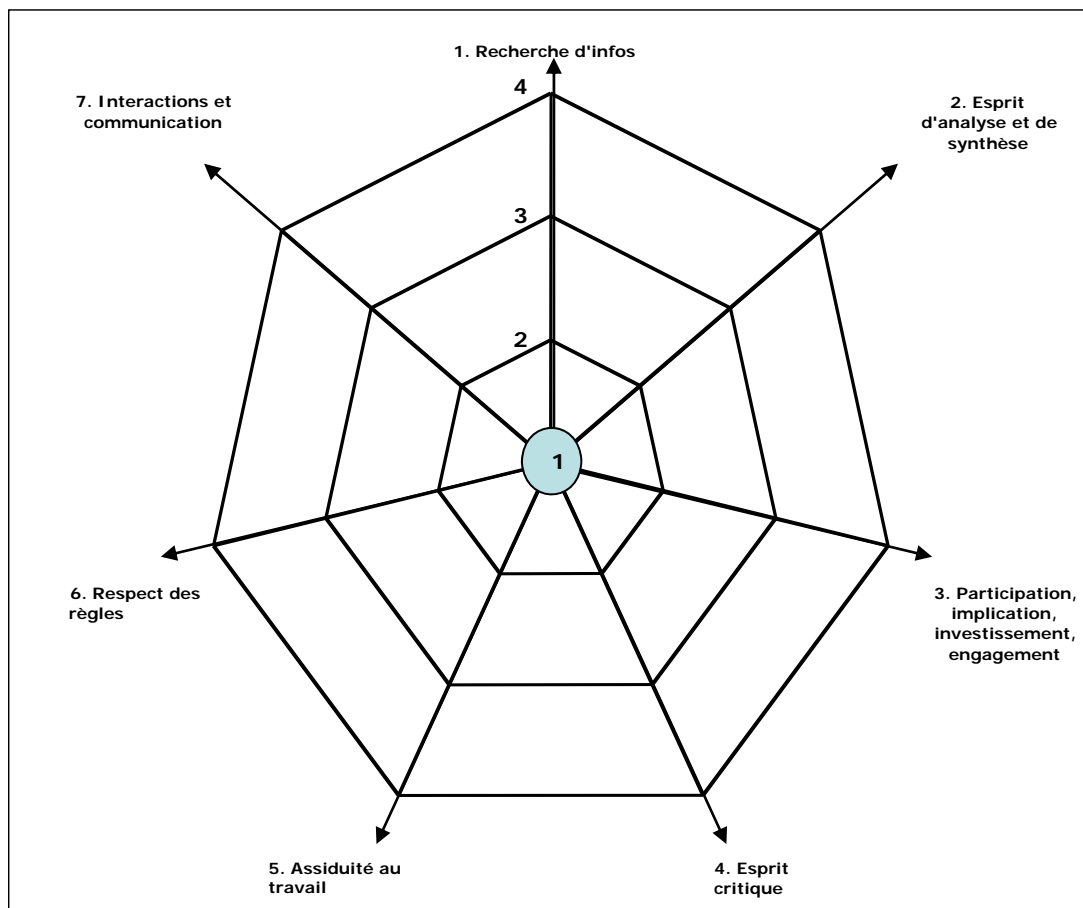 1. Recherche d'infos
4
7. Interactions et
communication
2. Esprit
d'analyse et de
synthèse
3
2
1
6. Respect des
règles
3. Participation,
implication,
investissement,
engagement
5. Assiduité au
travail
4. Esprit
critique